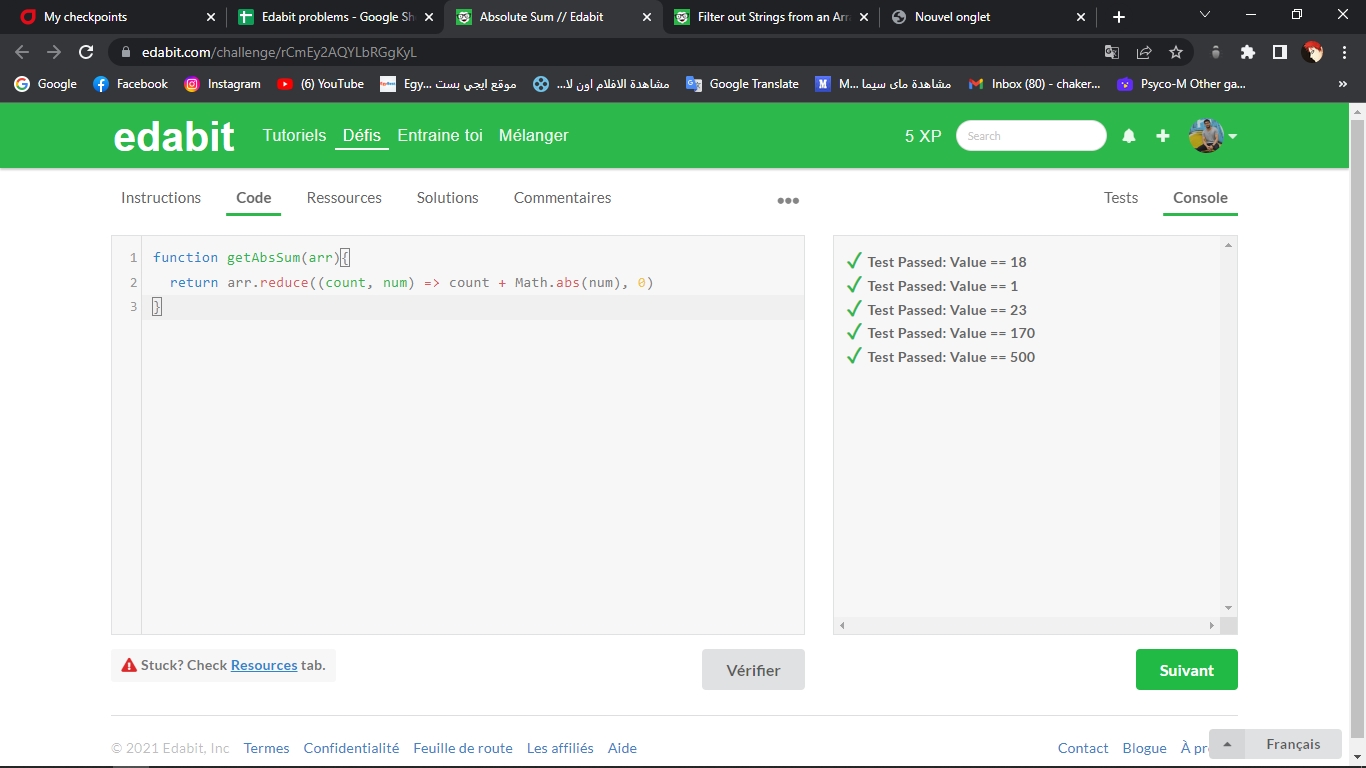 My checkpoints
Edabit problems - Google Sh
Absolute Sum // Edabit
Filter out Strings from an Arr
Nouvel onglet
edabit.com/challenge/rCmEy2AQYLbRGgKyL
Google
Facebook
Instagram
(6) YouTube
موقع ايجي بست ...Egy
مشاهدة الافلام اون لا...
Google Translate
مشاهدة ماى سيما ...M
Inbox (80) - chaker...
Psyco-M Other ga...
»
edabit
Tutoriels Défis Entraine toi Mélanger
5 XP
Search
Instructions Code Ressources Solutions Commentaires
Tests Console
1 function getAbsSum(arr){
2 return arr.reduce((count, num) => count + Math.abs(num), 0)
3 }
Test Passed: Value == 18
Test Passed: Value == 1
Test Passed: Value == 23
Test Passed: Value == 170
Test Passed: Value == 500
Stuck? Check Resources tab.
Vérifier
Suivant
© 2021 Edabit, Inc Termes Confidentialité Feuille de route Les affiliés Aide
Contact Blogue À pr
Français